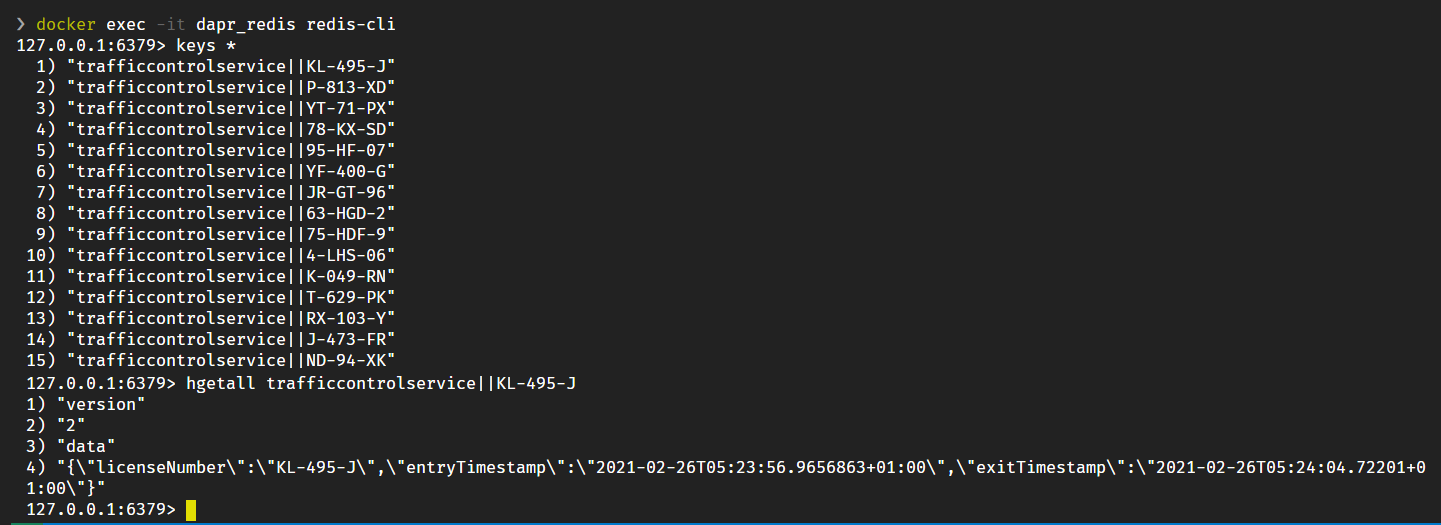 ❯ docker exec -it dapr_redis redis-cli
127.0.0.1:6379> keys *
1) "trafficcontrolservice||KL-495-J"
2) "trafficcontrolservice||P-813-XD"
3) "trafficcontrolservice||YT-71-PX"
4) "trafficcontrolservice||78-KX-SD"
5) "trafficcontrolservice||95-HF-07"
6) "trafficcontrolservice||YF-400-G"
7) "trafficcontrolservice||JR-GT-96"
8) "trafficcontrolservice||63-HGD-2"
9) "trafficcontrolservice||75-HDF-9"
10) "trafficcontrolservice||4-LHS-06"
11) "trafficcontrolservice||K-049-RN"
12) "trafficcontrolservice||T-629-PK"
13) "trafficcontrolservice||RX-103-Y"
14) "trafficcontrolservice||J-473-FR"
15) "trafficcontrolservice||ND-94-XK"
127.0.0.1:6379> hgetall trafficcontrolservice||KL-495-J
1) "version"
2) "2"
3) "data"
4) "{\"licenseNumber\":\"KL-495-J\",\"entryTimestamp\":\"2021-02-26T05:23:56.9656863+01:00\",\"exitTimestamp\":\"2021-02-26T05:24:04.72201+0
1:00\"}"
127.0.0.1:6379>